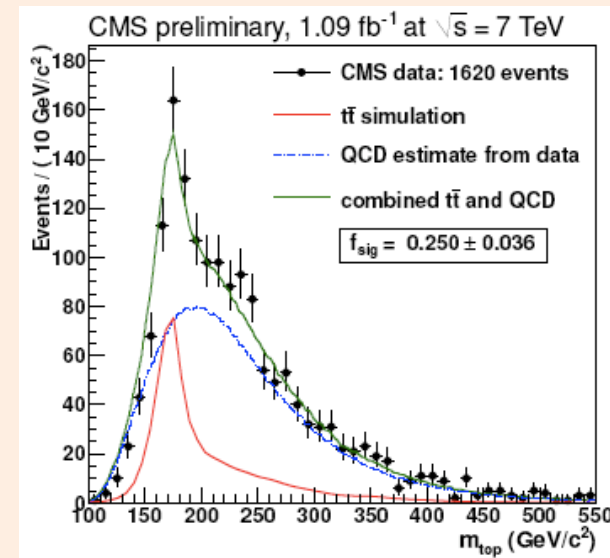 CMS preliminary, 1.09 fb⁻¹ at √s = 7 TeV
Events / ( 10 GeV/c² )
180
160
140
120
100
80
60
40
20
0
CMS data: 1620 events
tt̄ simulation
QCD estimate from data
combined tt̄ and QCD
f_sig = 0.250 ± 0.036
100 150 200 250 300 350 400 450 500 550
m_top (GeV/c²)